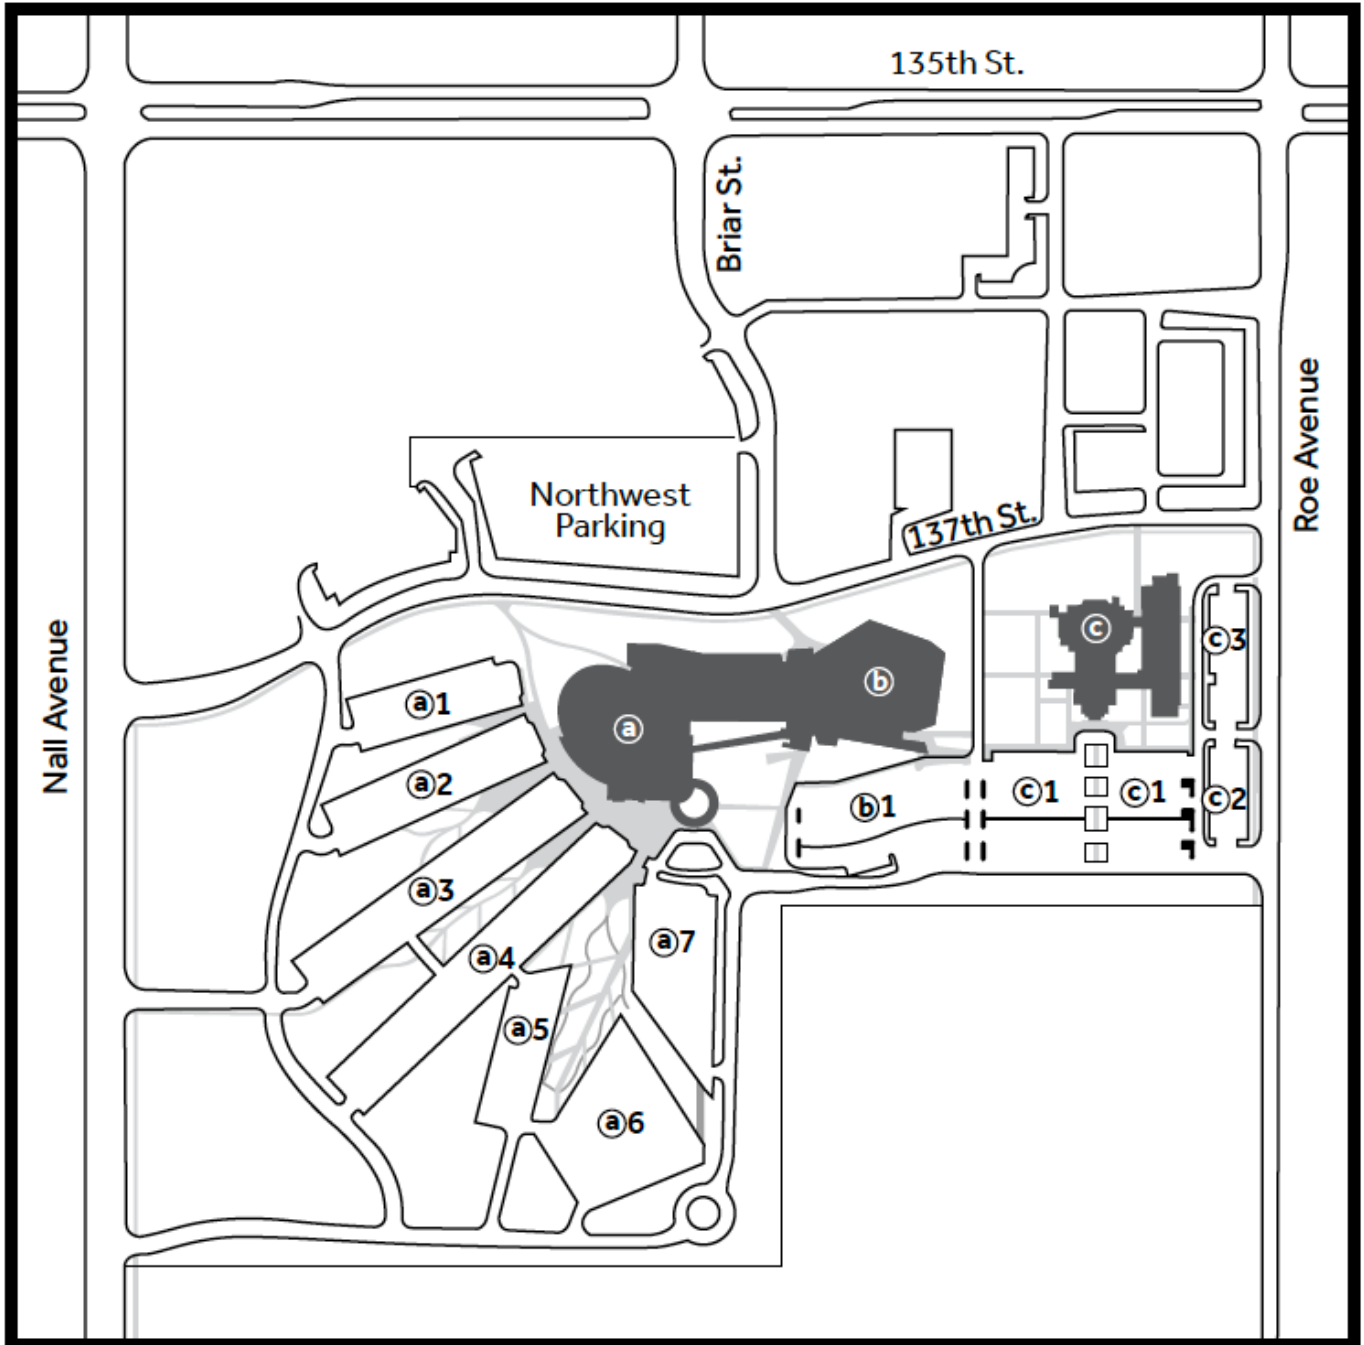 135th St.
Briar St.
Roe Avenue
Northwest
Parking
137th St.
Nall Avenue
c
c3
a1
b
a
a2
c1
c1
c2
b1
a3
a7
a4
a5
a6